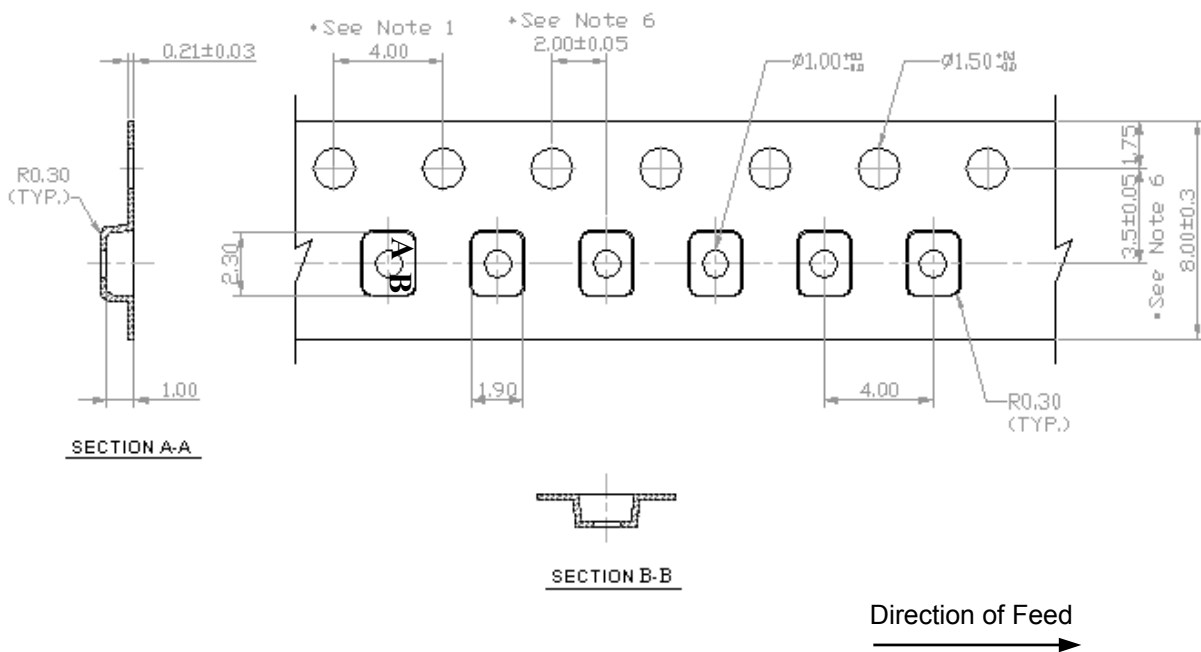 *See Note 1
4.00
*See Note 6
2.00±0.05
0.21±0.03
Ø1.00
Ø1.50
R0.30
(TYP.)
2.30
A
B
1.75
3.5±0.05
*See Note 6
8.00±0.3
1.00
1.90
4.00
R0.30
(TYP.)
SECTION A-A
SECTION B-B
Direction of Feed